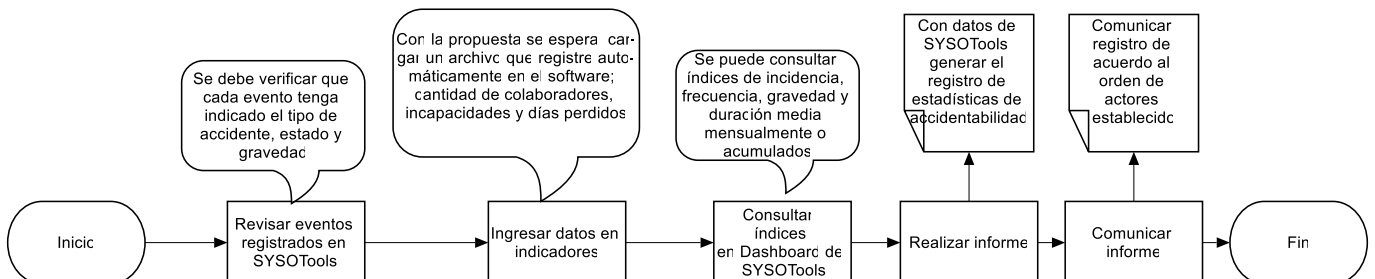 Se debe verificar que
cada evento tenga
indicado el tipo de
accidente, estado y
gravedad
Con la propuesta se espera car-
gar un archivo que registre auto-
máticamente en el software;
cantidad de colaboradores,
incapacidades y días perdidos
Se puede consultar
índices de incidencia,
frecuencia, gravedad y
duración media
mensualmente o
acumulados
Con datos de
SYSOTools
generar el
registro de
estadísticas de
accidentabilidad
Comunicar
registro de
acuerdo al
orden de
actores
establecido
Inicio
Revisar eventos
registrados en
SYSOTools
Ingresar datos en
indicadores
Consultar
índices
en Dashboard de
SYSOTools
Realizar informe
Comunicar
informe
Fin